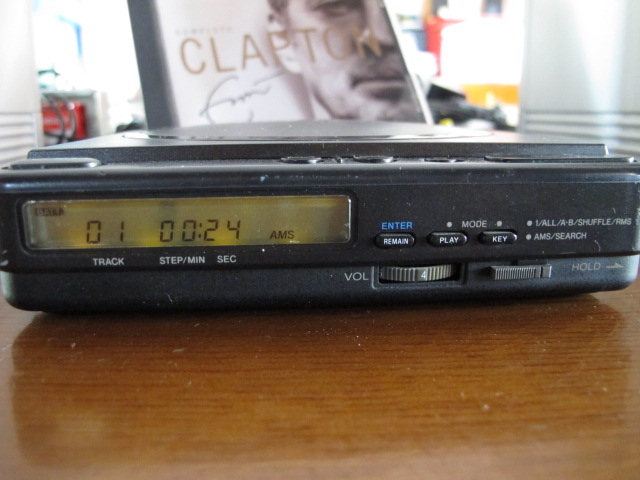 COMPLETE
CLAPTON
BATT
01 00:24 AMS
TRACK STEP/MIN SEC
ENTER
REMAIN
MODE
PLAY KEY
1/ALL/A·B/SHUFFLE/RMS
AMS/SEARCH
VOL 4
HOLD